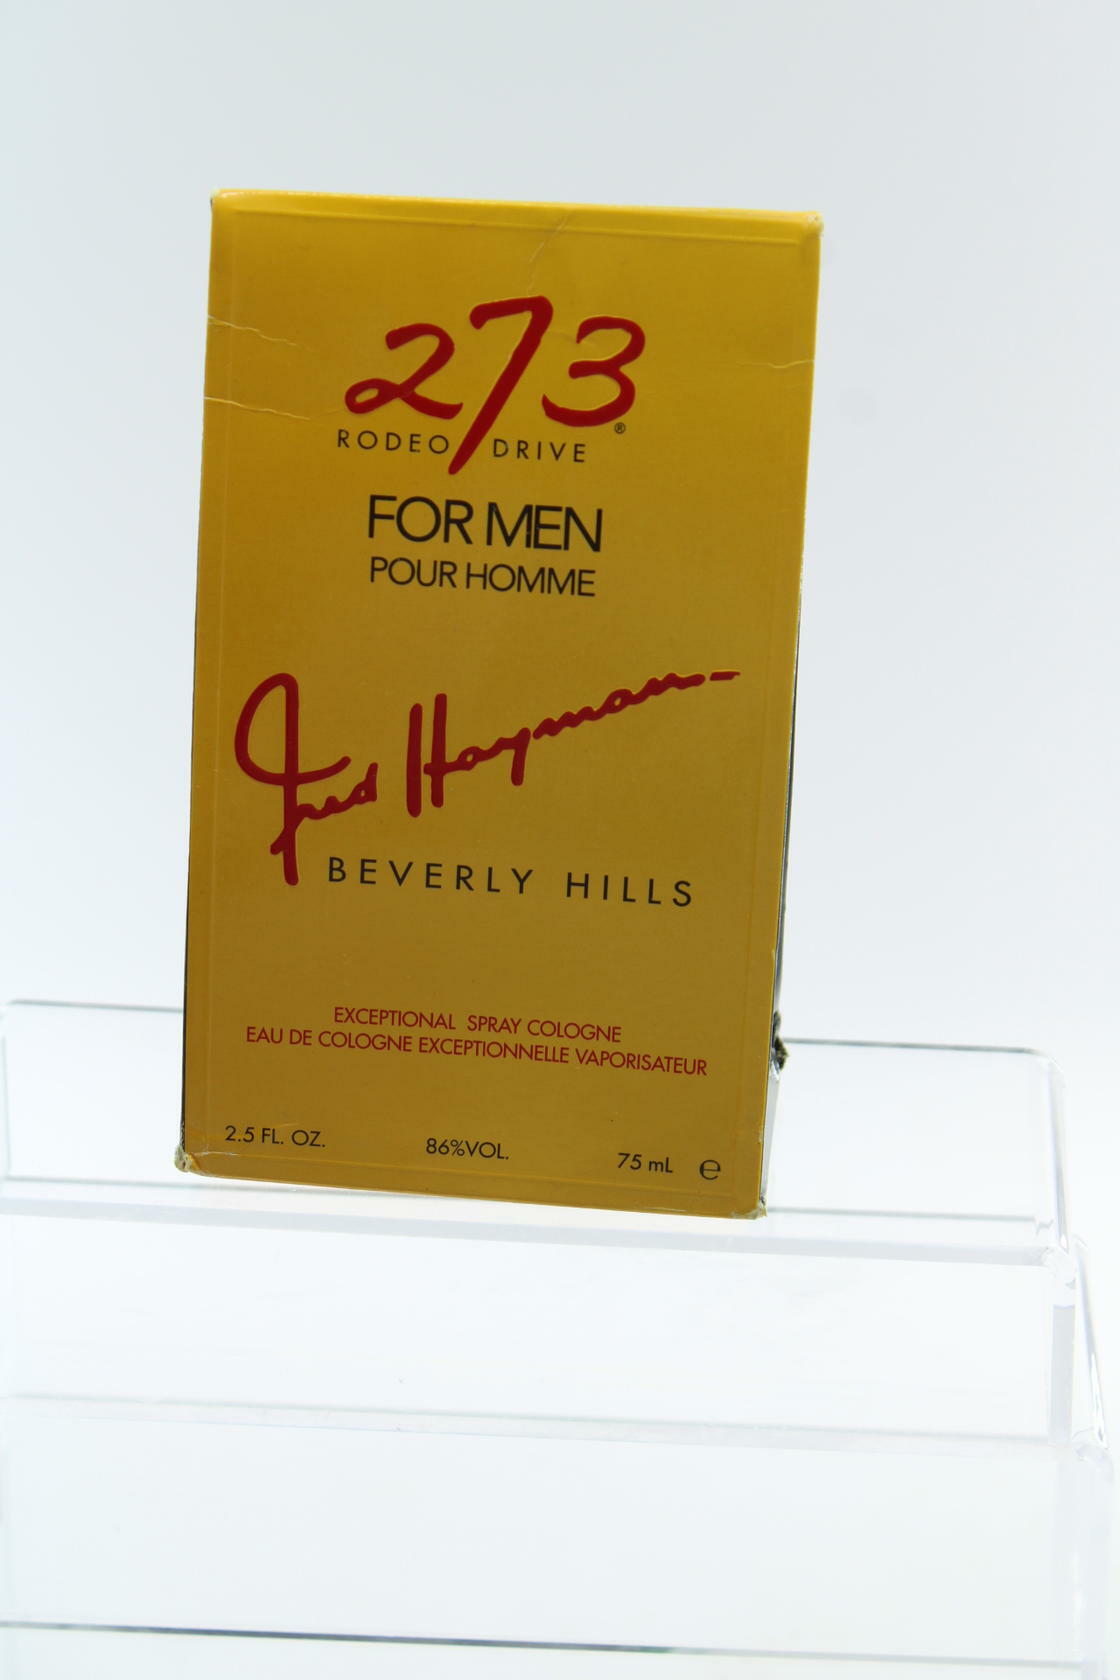 273®
RODEO DRIVE
FOR MEN
POUR HOMME
Fred Hayman
BEVERLY HILLS
EXCEPTIONAL SPRAY COLOGNE
EAU DE COLOGNE EXCEPTIONNELLE VAPORISATEUR
2.5 FL. OZ. 86%VOL. 75 mL ℮